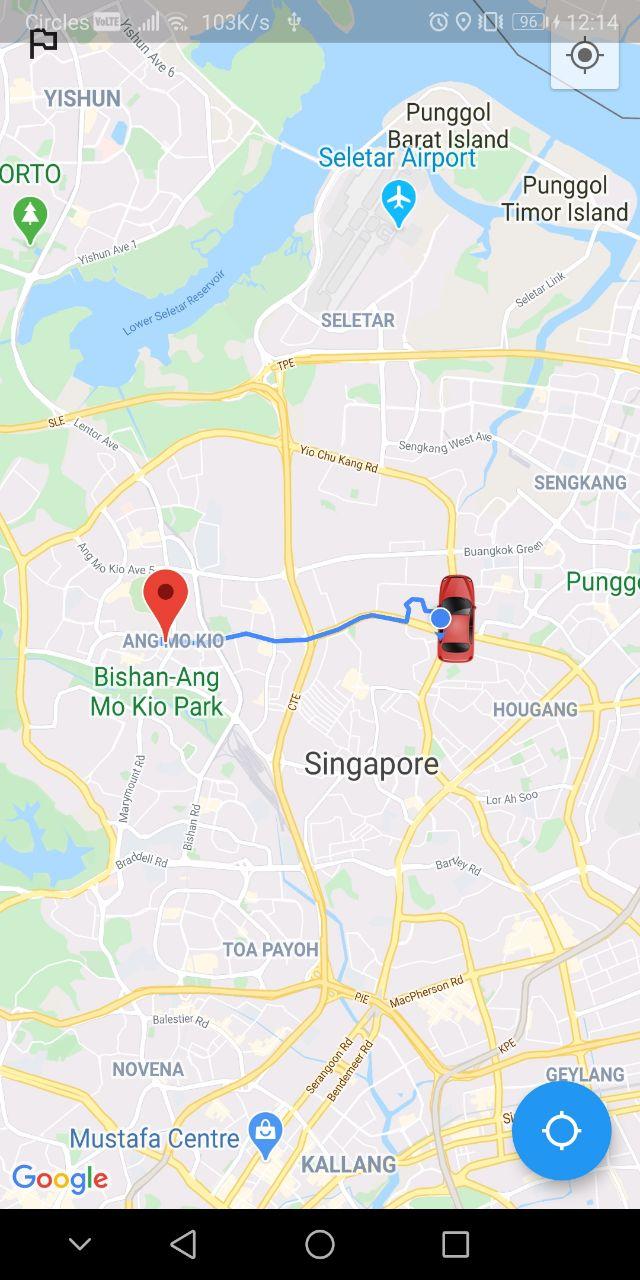 Circles VoLTE 103K/s 96 12:14
Yishun Ave 6
YISHUN
Punggol
Barat Island
Seletar Airport
ORTO
Punggol
Timor Island
Yishun Ave 1
Seletar Link
Lower Seletar Reservoir
SELETAR
TPE
SLE
Lentor Ave
Sengkang West Ave
Yio Chu Kang Rd
SENGKANG
Buangkok Green
Ang Mo Kio Ave 5
Pungg
ANG MO KIO
Bishan-Ang
Mo Kio Park
CTE
HOUGANG
Singapore
Marymount Rd
Lor Ah Soo
Bishan Rd
Braddell Rd
Bartley Rd
TOA PAYOH
PIE
MacPherson Rd
Balestier Rd
KPE
Serangoon Rd
Bendemeer Rd
NOVENA
GEYLANG
Si
Mustafa Centre
KALLANG
Google